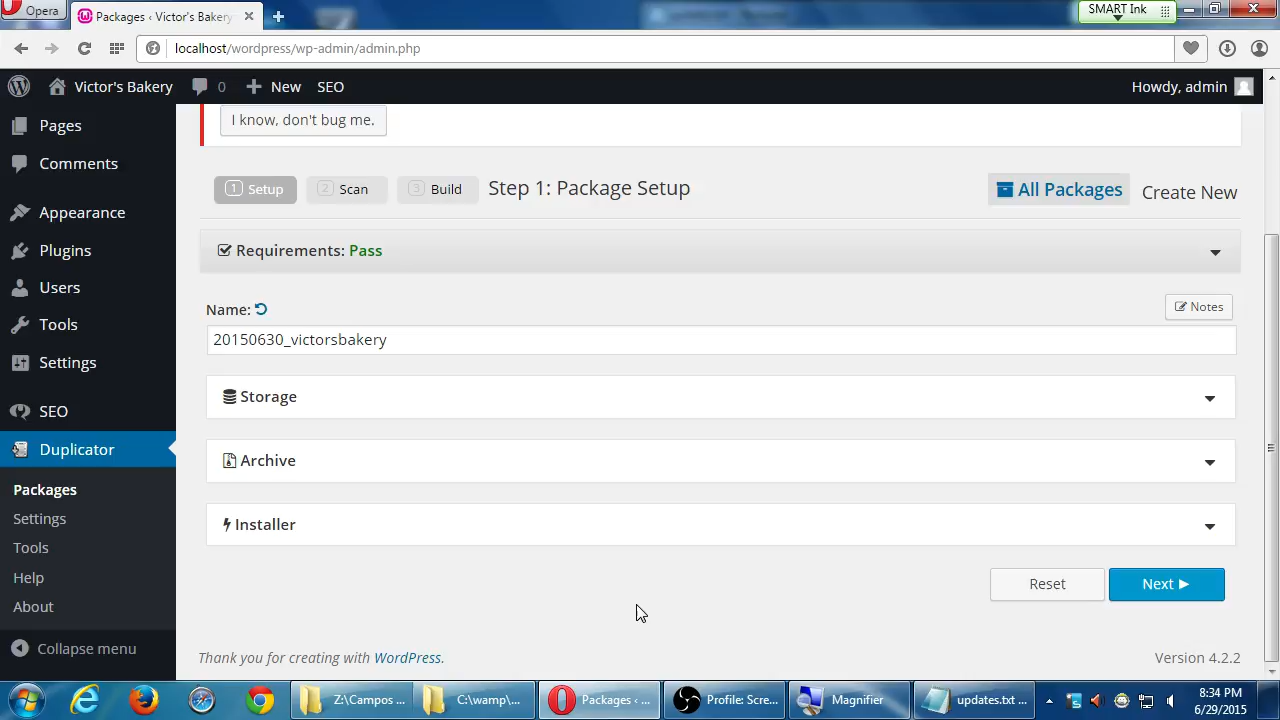 Opera
Packages ‹ Victor's Bakery
SMART Ink
localhost/wordpress/wp-admin/admin.php
Victor's Bakery
0
New
SEO
Howdy, admin
Pages
Comments
Appearance
Plugins
Users
Tools
Settings
SEO
Duplicator
Packages
Settings
Tools
Help
About
Collapse menu
I know, don't bug me.
1 Setup
2 Scan
3 Build
Step 1: Package Setup
All Packages
Create New
Requirements: Pass
Name:
Notes
20150630_victorsbakery
Storage
Archive
Installer
Reset
Next
Thank you for creating with WordPress.
Version 4.2.2
Z:\Campos ...
C:\wamp\...
Packages ‹ ...
Profile: Scre...
Magnifier
updates.txt ...
8:34 PM
6/29/2015